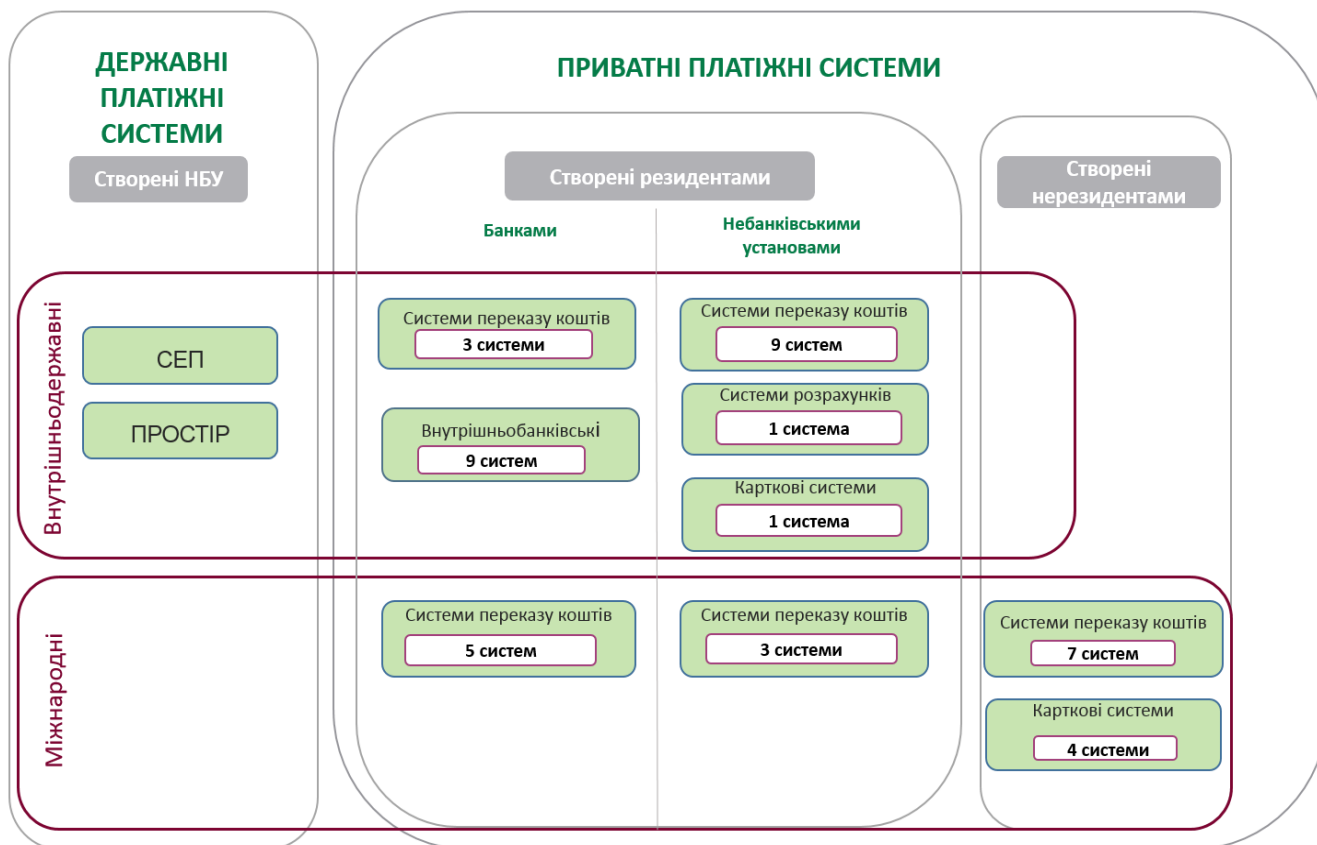 ДЕРЖАВНІ
ПЛАТІЖНІ
СИСТЕМИ
Створені НБУ
ПРИВАТНІ ПЛАТІЖНІ СИСТЕМИ
Створені резидентами
Створені
нерезидентами
Банками
Небанківськими
установами
Внутрішньодержавні
СЕП
ПРОСТІР
Системи переказу коштів
3 системи
Внутрішньобанківські
9 систем
Системи переказу коштів
9 систем
Системи розрахунків
1 система
Карткові системи
1 система
Міжнародні
Системи переказу коштів
5 систем
Системи переказу коштів
3 системи
Системи переказу коштів
7 систем
Карткові системи
4 системи